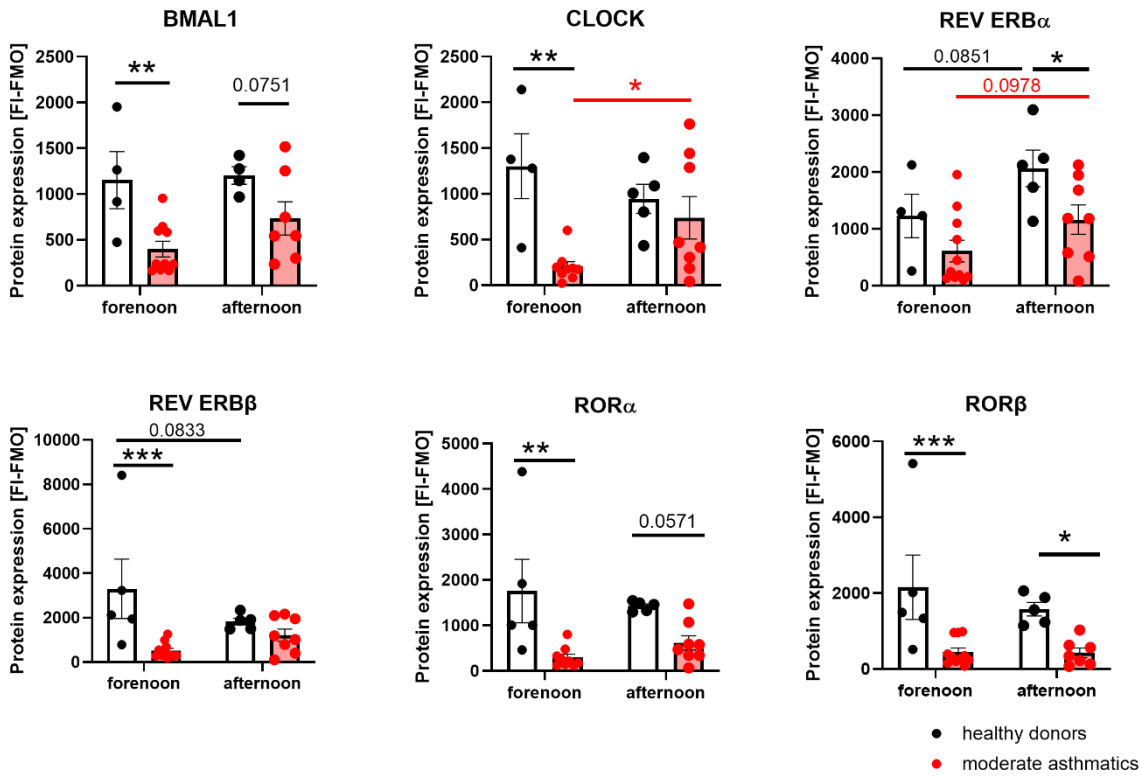 BMAL1
Protein expression [FI-FMO]
2500
2000
1500
1000
500
0
**
0.0751
forenoon
afternoon
CLOCK
Protein expression [FI-FMO]
2500
2000
1500
1000
500
0
**
*
forenoon
afternoon
REV ERBα
Protein expression [FI-FMO]
4000
3000
2000
1000
0
0.0851
*
0.0978
forenoon
afternoon
REV ERBβ
Protein expression [FI-FMO]
10000
8000
6000
4000
2000
0
0.0833
***
forenoon
afternoon
RORα
Protein expression [FI-FMO]
5000
4000
3000
2000
1000
0
**
0.0571
forenoon
afternoon
RORβ
Protein expression [FI-FMO]
6000
4000
2000
0
***
*
forenoon
afternoon
healthy donors
moderate asthmatics